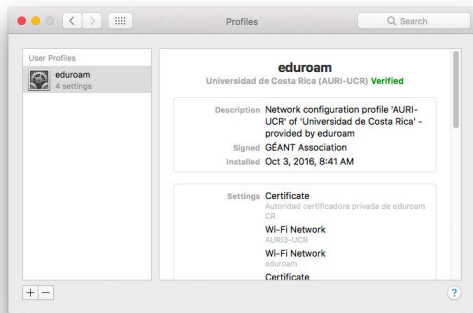 Profiles
Search
User Profiles
eduroam
4 settings
eduroam
Universidad de Costa Rica (AURI-UCR) Verified
Description Network configuration profile 'AURI-
UCR' of 'Universidad de Costa Rica' -
provided by eduroam
Signed GÉANT Association
Installed Oct 3, 2016, 8:41 AM
Settings Certificate
Autoridad certificadora privada de eduroam
CR
Wi-Fi Network
AURI3-UCR
Wi-Fi Network
eduroam
Certificate
+ −
?